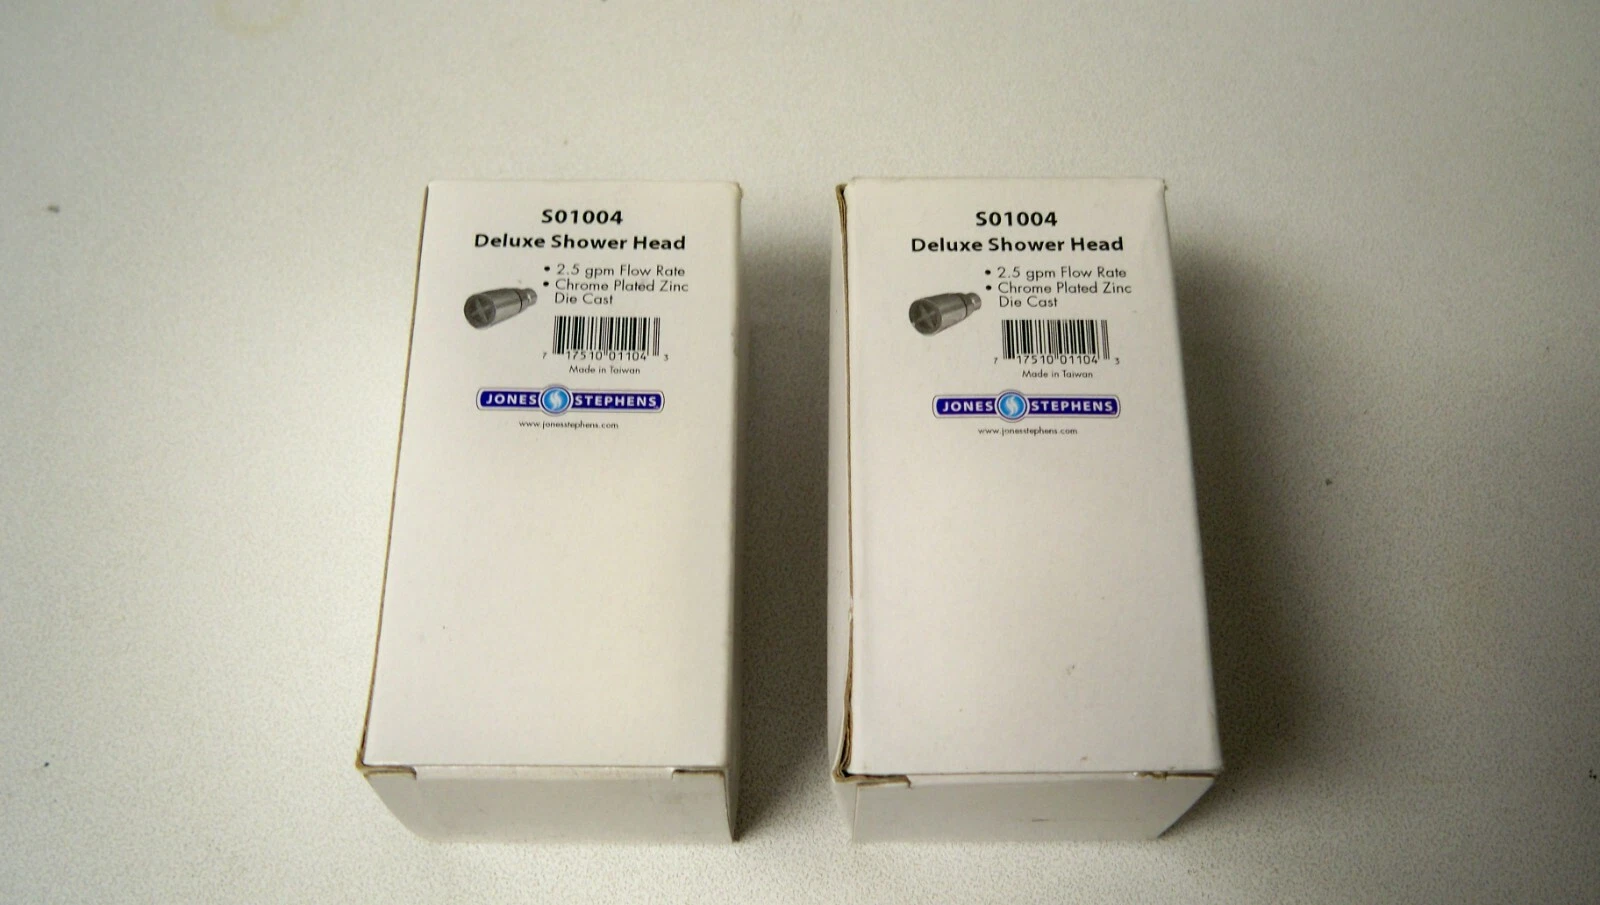 S01004
Deluxe Shower Head
• 2.5 gpm Flow Rate
• Chrome Plated Zinc
Die Cast
7 17510 01104 3
Made in Taiwan
JONES STEPHENS
www.jonesstephens.com
S01004
Deluxe Shower Head
• 2.5 gpm Flow Rate
• Chrome Plated Zinc
Die Cast
7 17510 01104 3
Made in Taiwan
JONES STEPHENS
www.jonesstephens.com